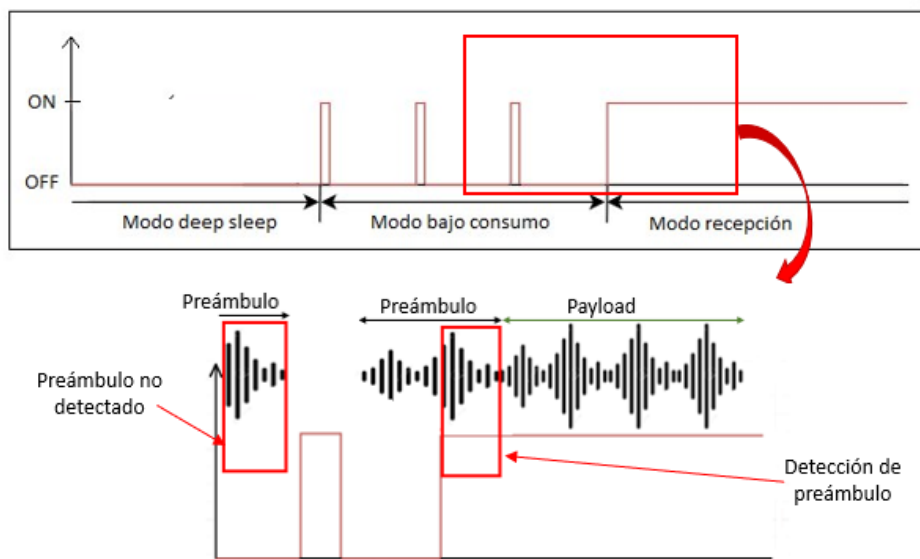 ON
OFF
Modo deep sleep
Modo bajo consumo
Modo recepción
Preámbulo
Preámbulo
Payload
Preámbulo no
detectado
Detección de
preámbulo